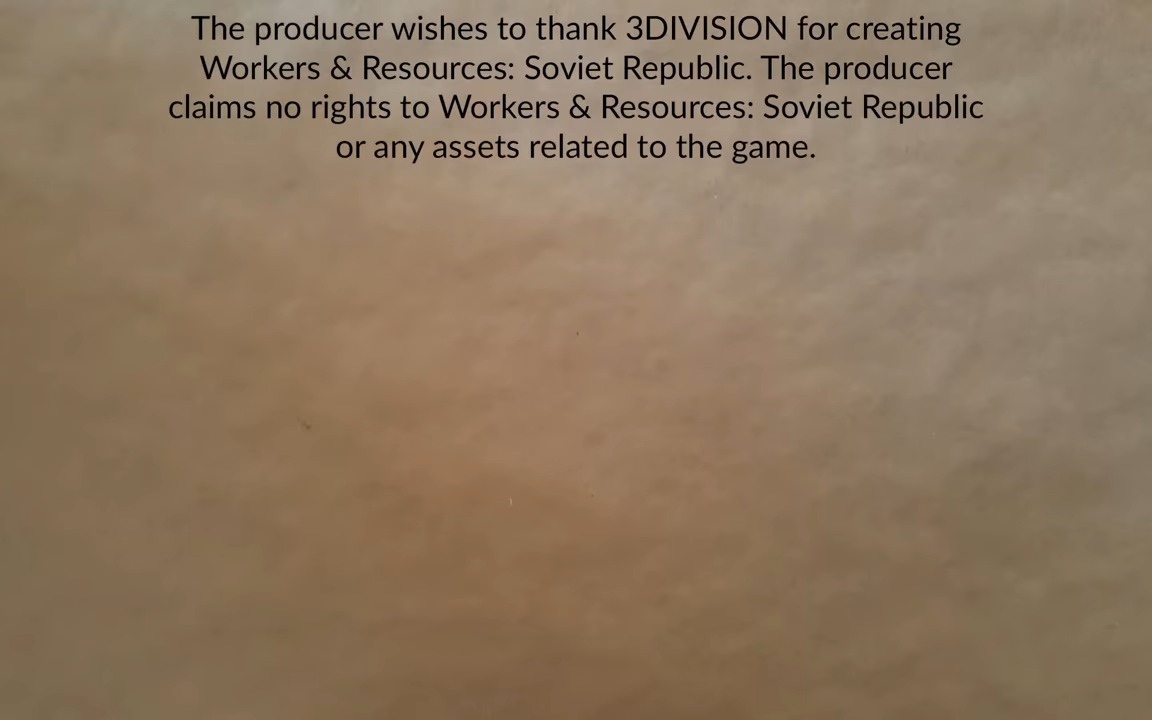 The producer wishes to thank 3DIVISION for creating
Workers & Resources: Soviet Republic. The producer
claims no rights to Workers & Resources: Soviet Republic
or any assets related to the game.